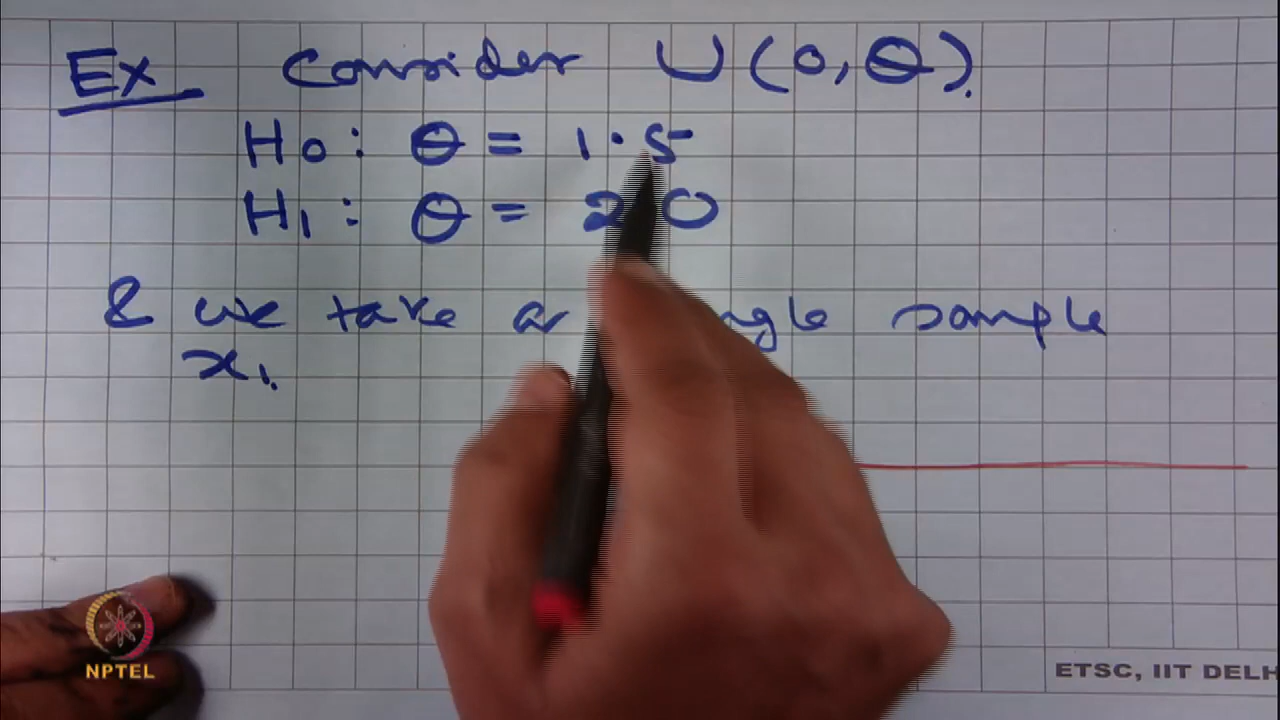 Ex Consider U(0, θ).
H0: θ = 1.5
H1: θ = 2.0
& we take a sample
x1.
NPTEL
ETSC, IIT DELH